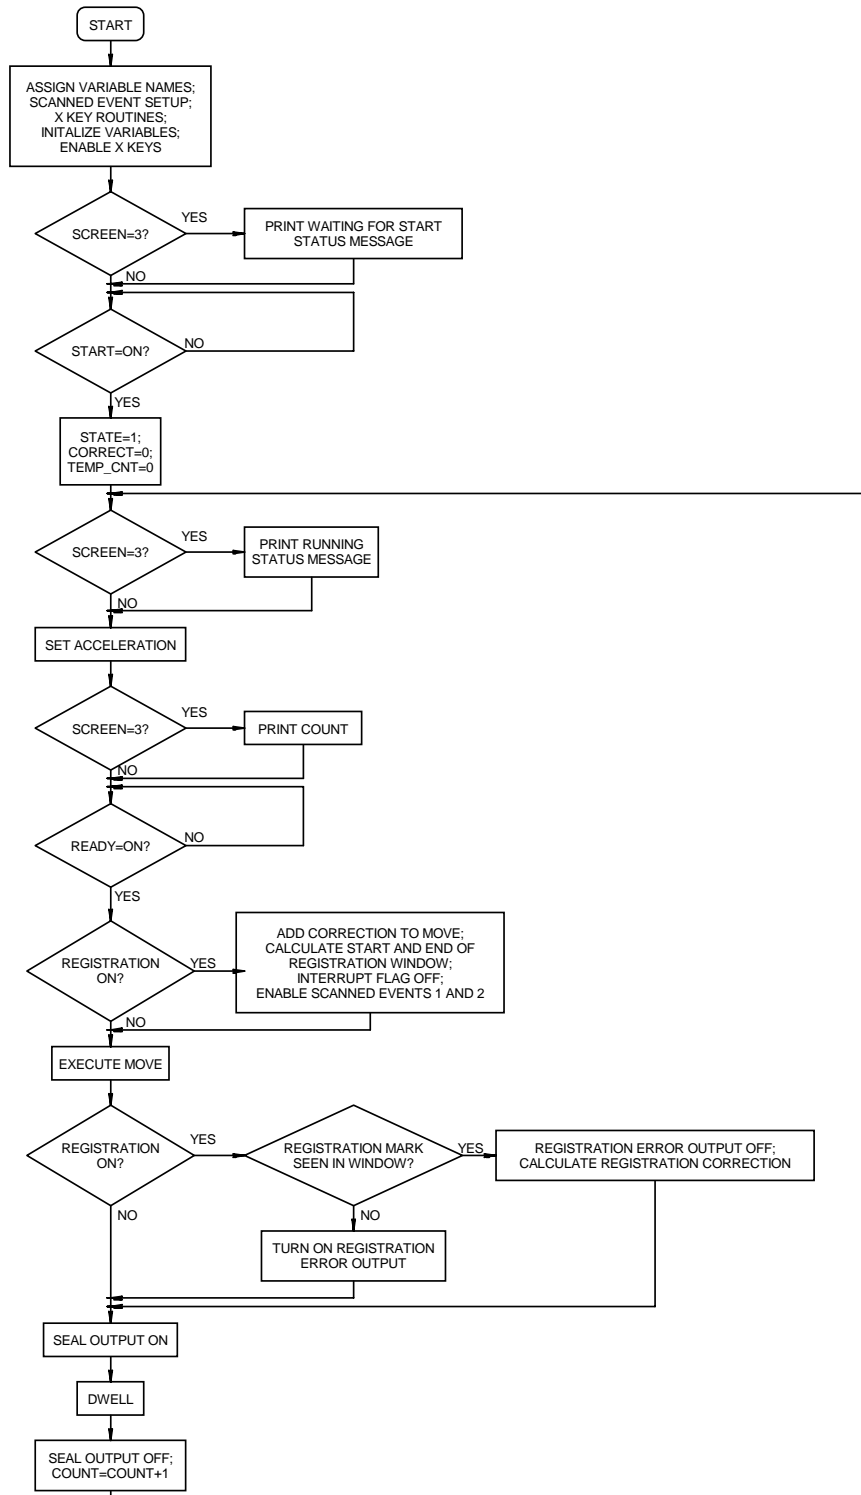 START
ASSIGN VARIABLE NAMES;
SCANNED EVENT SETUP;
X KEY ROUTINES;
INITALIZE VARIABLES;
ENABLE X KEYS
SCREEN=3?
YES
PRINT WAITING FOR START
STATUS MESSAGE
NO
START=ON?
NO
YES
STATE=1;
CORRECT=0;
TEMP_CNT=0
SCREEN=3?
YES
PRINT RUNNING
STATUS MESSAGE
NO
SET ACCELERATION
SCREEN=3?
YES
PRINT COUNT
NO
READY=ON?
NO
YES
REGISTRATION
ON?
YES
ADD CORRECTION TO MOVE;
CALCULATE START AND END OF
REGISTRATION WINDOW;
INTERRUPT FLAG OFF;
ENABLE SCANNED EVENTS 1 AND 2
NO
EXECUTE MOVE
REGISTRATION
ON?
YES
REGISTRATION MARK
SEEN IN WINDOW?
YES
REGISTRATION ERROR OUTPUT OFF;
CALCULATE REGISTRATION CORRECTION
NO
NO
TURN ON REGISTRATION
ERROR OUTPUT
SEAL OUTPUT ON
DWELL
SEAL OUTPUT OFF;
COUNT=COUNT+1